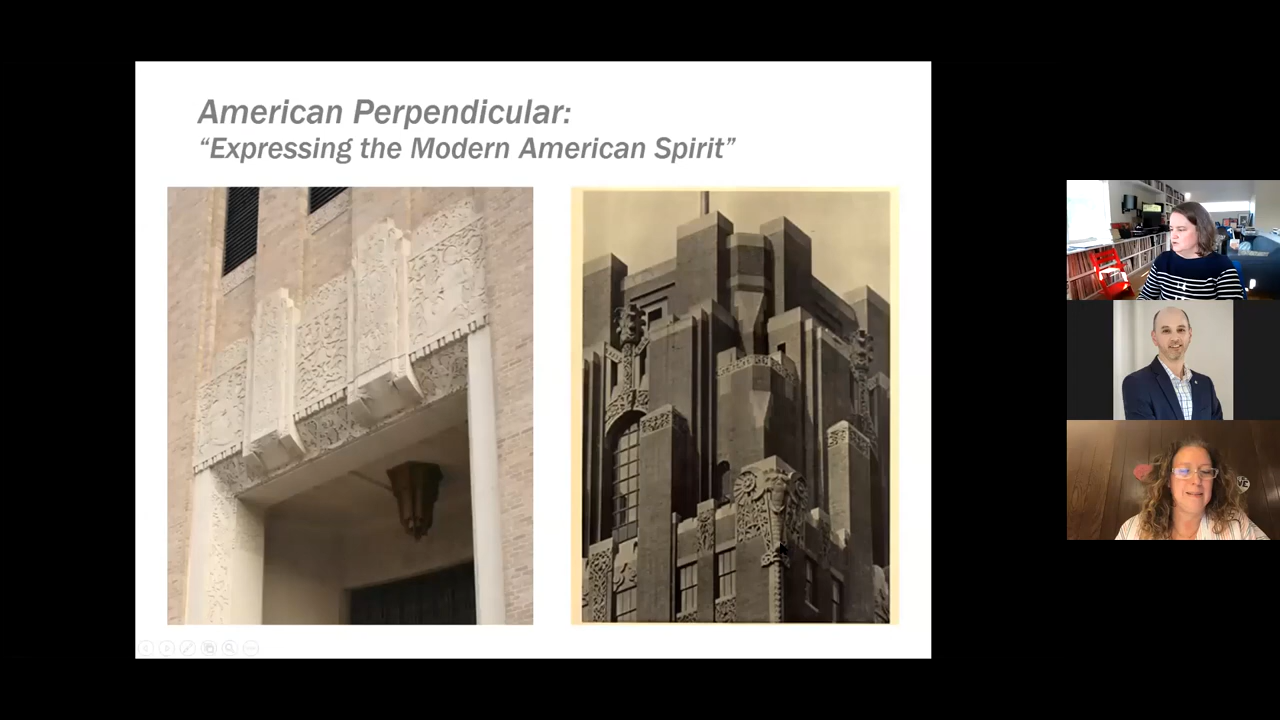 American Perpendicular:
“Expressing the Modern American Spirit”